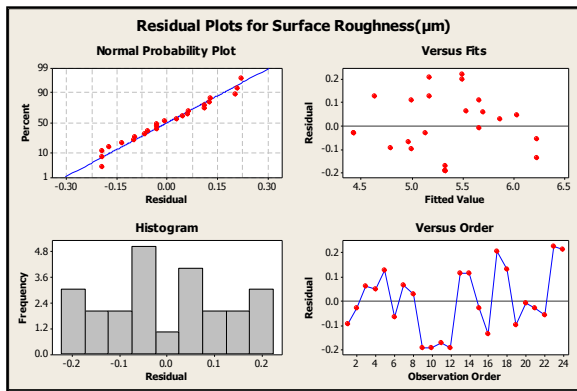 Residual Plots for Surface Roughness(µm)
Normal Probability Plot
Versus Fits
99
90
50
10
1
Percent
-0.30
-0.15
0.00
0.15
0.30
Residual
0.2
0.1
0.0
-0.1
-0.2
Residual
4.5
5.0
5.5
6.0
6.5
Fitted Value
Histogram
Versus Order
4.8
3.6
2.4
1.2
0.0
Frequency
-0.2
-0.1
0.0
0.1
0.2
Residual
0.2
0.1
0.0
-0.1
-0.2
Residual
2 4 6 8 10 12 14 16 18 20 22 24
Observation Order